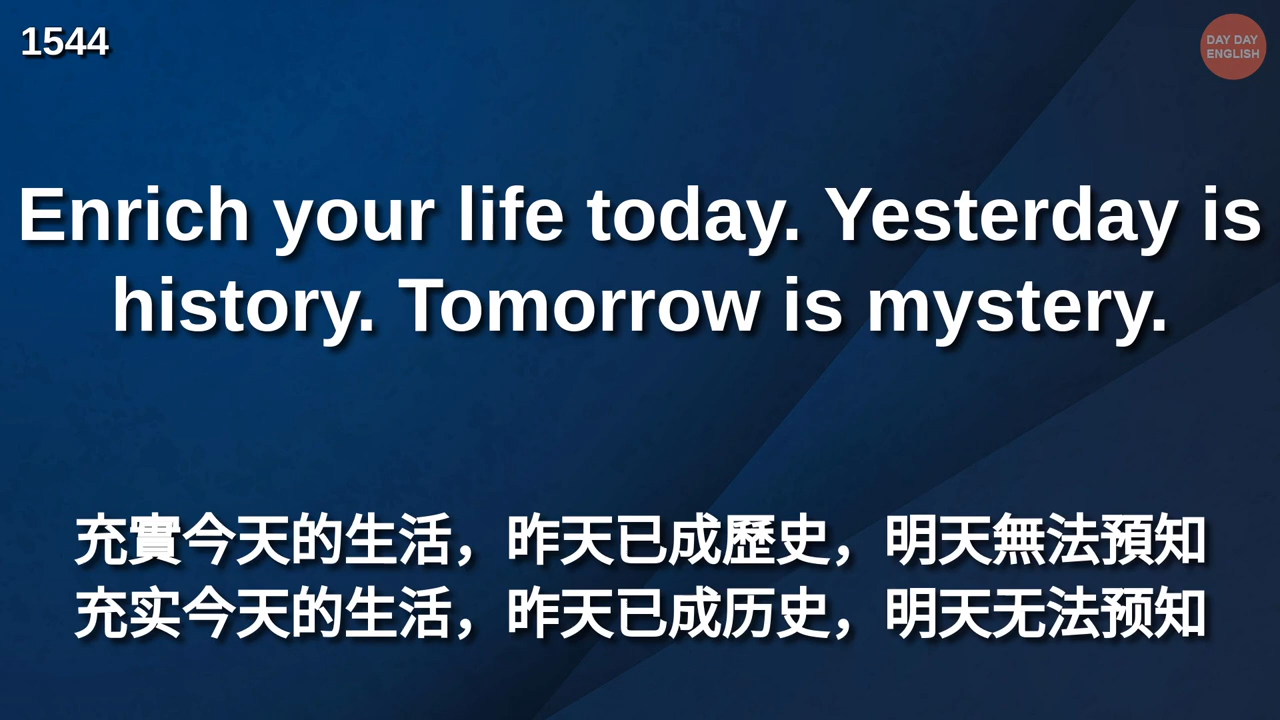 1544
DAY DAY
ENGLISH
Enrich your life today. Yesterday is
history. Tomorrow is mystery.
充實今天的生活，昨天已成歷史，明天無法預知
充实今天的生活，昨天已成历史，明天无法预知